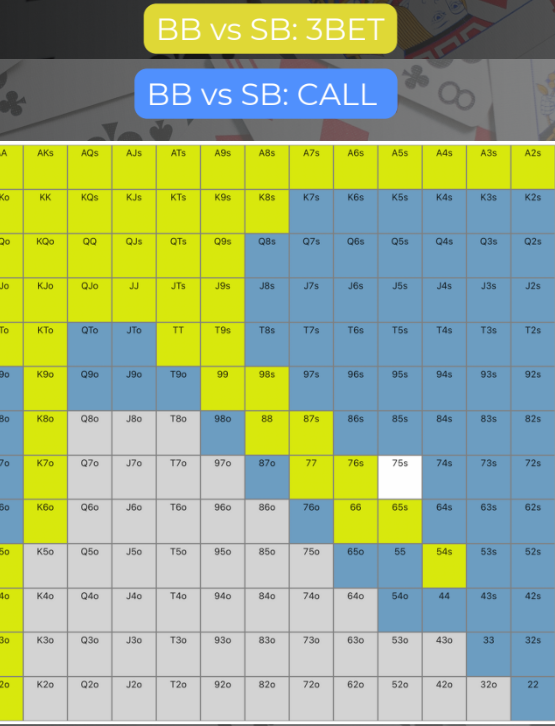 BB vs SB: 3BET
BB vs SB: CALL
A AKs AQs AJs ATs A9s A8s A7s A6s A5s A4s A3s A2s
Ko KK KQs KJs KTs K9s K8s K7s K6s K5s K4s K3s K2s
Qo KQo QQ QJs QTs Q9s Q8s Q7s Q6s Q5s Q4s Q3s Q2s
Jo KJo QJo JJ JTs J9s J8s J7s J6s J5s J4s J3s J2s
To KTo QTo JTo TT T9s T8s T7s T6s T5s T4s T3s T2s
9o K9o Q9o J9o T9o 99 98s 97s 96s 95s 94s 93s 92s
8o K8o Q8o J8o T8o 98o 88 87s 86s 85s 84s 83s 82s
7o K7o Q7o J7o T7o 97o 87o 77 76s 75s 74s 73s 72s
6o K6o Q6o J6o T6o 96o 86o 76o 66 65s 64s 63s 62s
5o K5o Q5o J5o T5o 95o 85o 75o 65o 55 54s 53s 52s
4o K4o Q4o J4o T4o 94o 84o 74o 64o 54o 44 43s 42s
3o K3o Q3o J3o T3o 93o 83o 73o 63o 53o 43o 33 32s
2o K2o Q2o J2o T2o 92o 82o 72o 62o 52o 42o 32o 22